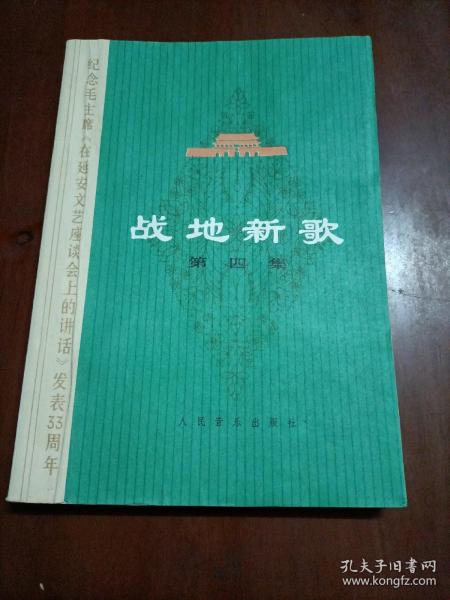 纪念毛主席《在延安文艺座谈会上的讲话》发表33周年
战地新歌
第四集
人民音乐出版社
孔夫子旧书网
www.kongfz.com